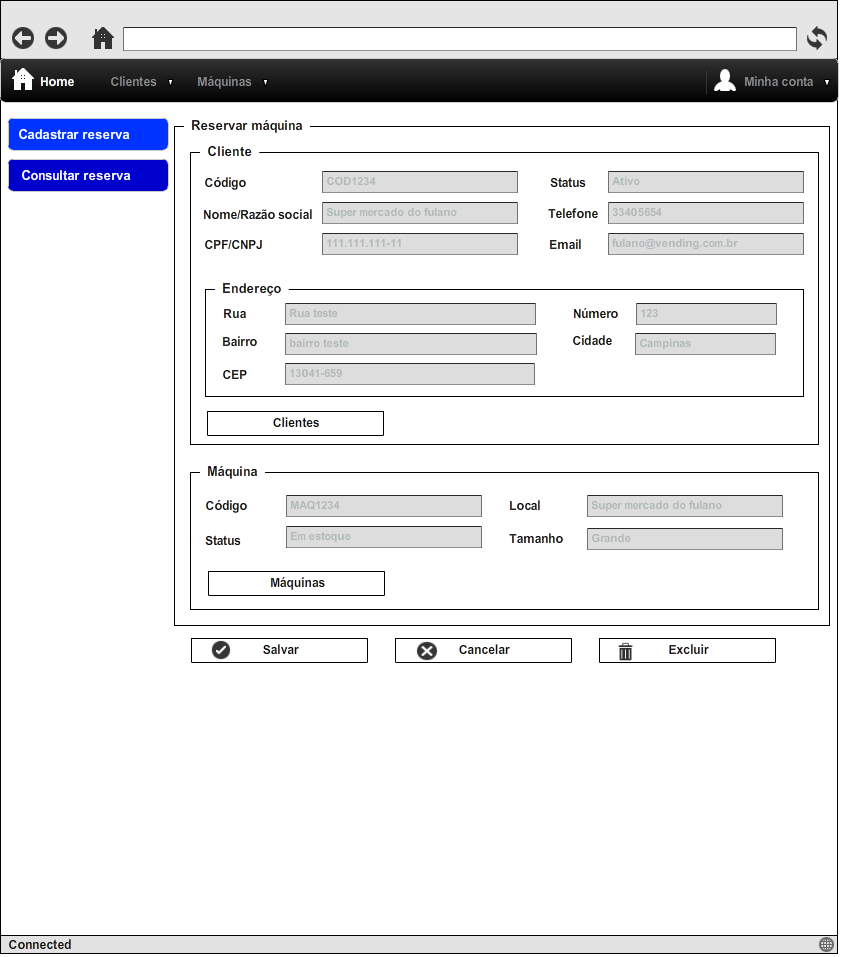 Home Clientes Máquinas Minha conta
Cadastrar reserva
Consultar reserva
Reservar máquina
Cliente
Código COD1234 Status Ativo
Nome/Razão social Super mercado do fulano Telefone 33405654
CPF/CNPJ 111.111.111-11 Email fulano@vending.com.br
Endereço
Rua Rua teste Número 123
Bairro bairro teste Cidade Campinas
CEP 13041-659
Clientes
Máquina
Código MAQ1234 Local Super mercado do fulano
Status Em estoque Tamanho Grande
Máquinas
Salvar Cancelar Excluir
Connected